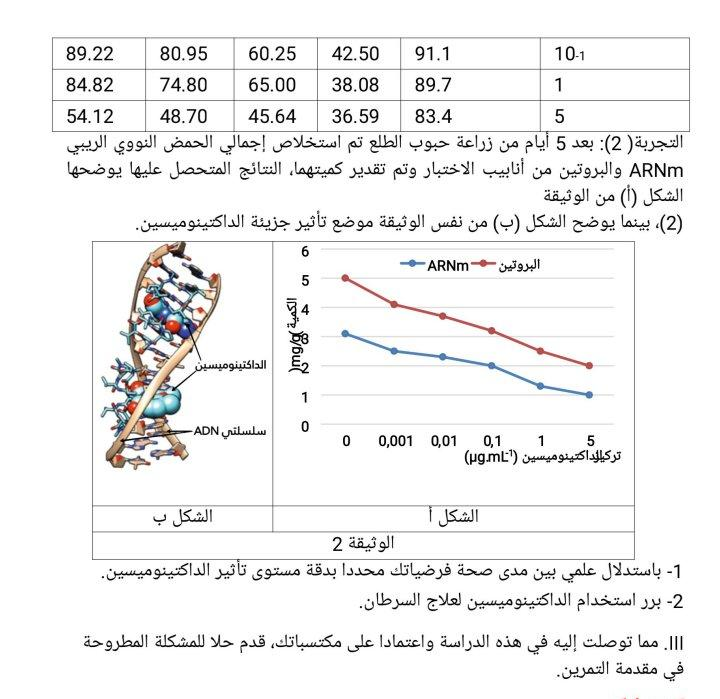 89.22 80.95 60.25 42.50 91.1 10-1
84.82 74.80 65.00 38.08 89.7 1
54.12 48.70 45.64 36.59 83.4 5
التجربة( 2): بعد 5 أيام من زراعة حبوب الطلع تم استخلاص إجمالي الحمض النووي الريبي
ARNm والبروتين من أنابيب الاختبار وتم تقدير كميتهما، النتائج المتحصل عليها يوضحها
الشكل (أ) من الوثيقة
(2)، بينما يوضح الشكل (ب) من نفس الوثيقة موضع تأثير جزيئة الداكتينوميسين.
ARNm البروتين
6
5
4
3
2
1
0
الكمية (mg/g)
0 0,001 0,01 0,1 1 5
تركيز الداكتينوميسين (µg.mL-1)
الداكتينوميسين
سلسلتي ADN
الشكل أ
الشكل ب
الوثيقة 2
1- باستدلال علمي بين مدى صحة فرضياتك محددا بدقة مستوى تأثير الداكتينوميسين.
2- برر استخدام الداكتينوميسين لعلاج السرطان.
III. مما توصلت إليه في هذه الدراسة واعتمادا على مكتسباتك، قدم حلا للمشكلة المطروحة
في مقدمة التمرين.